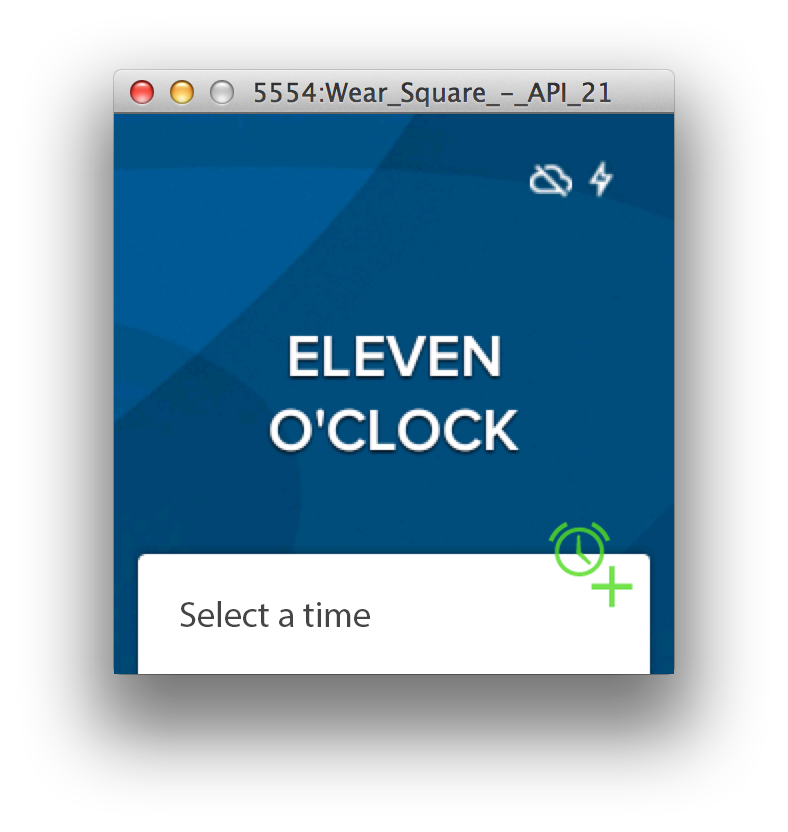 5554:Wear_Square_-_API_21
ELEVEN
O'CLOCK
Select a time